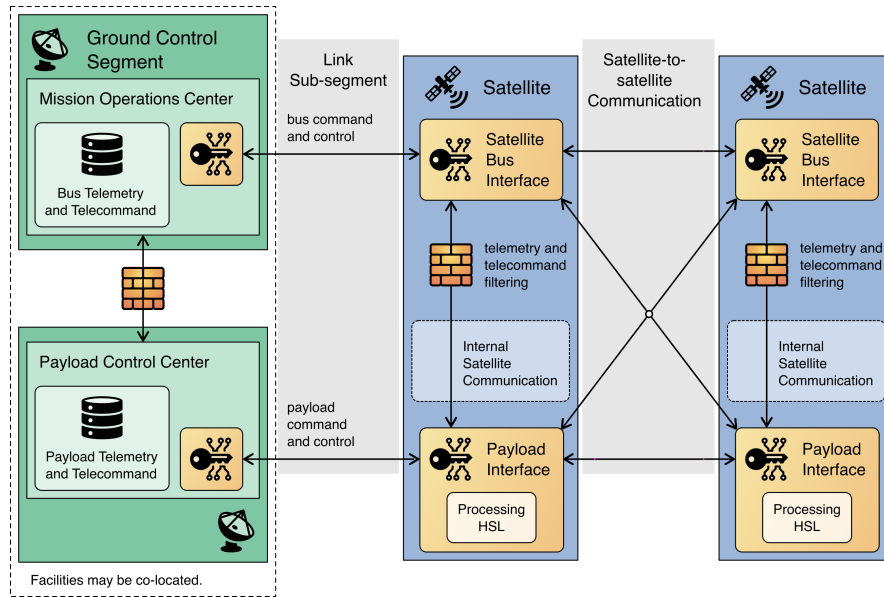 Ground Control
Segment
Mission Operations Center
Bus Telemetry
and Telecommand
Payload Control Center
Payload Telemetry
and Telecommand
Facilities may be co-located.
Link
Sub-segment
bus command
and control
payload
command
and control
Satellite
Satellite
Bus
Interface
telemetry and
telecommand
filtering
Internal
Satellite
Communication
Payload
Interface
Processing
HSL
Satellite-to-
satellite
Communication
Satellite
Satellite
Bus
Interface
telemetry and
telecommand
filtering
Internal
Satellite
Communication
Payload
Interface
Processing
HSL